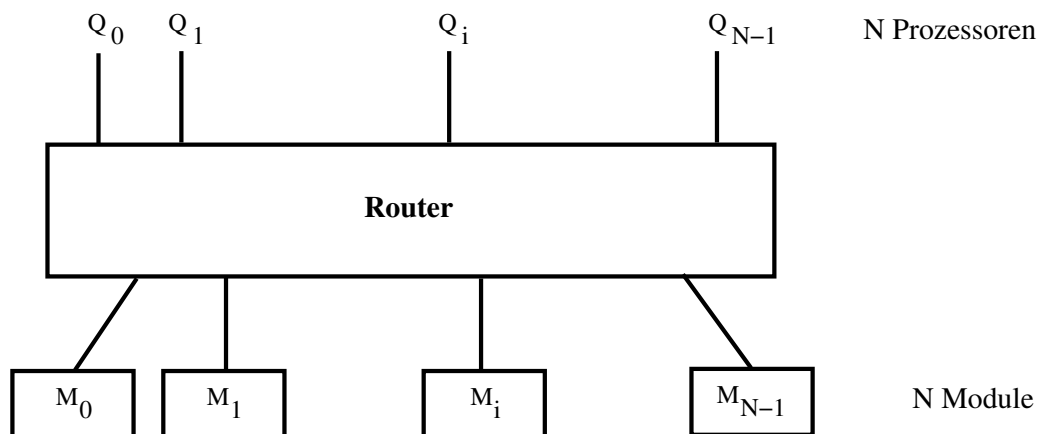 Q0 Q1 Qi QN−1 N Prozessoren
Router
M0 M1 Mi MN−1 N Module